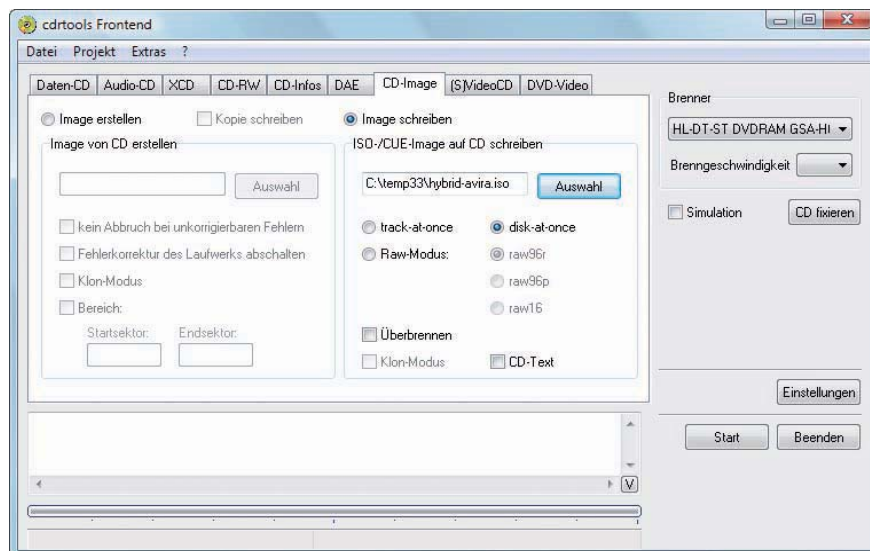 cdrtools Frontend
Datei Projekt Extras ?
Daten-CD Audio-CD XCD CD-RW CD-Infos DAE CD-Image (S)VideoCD DVD-Video
Image erstellen Kopie schreiben Image schreiben
Image von CD erstellen
Auswahl
kein Abbruch bei unkorrigierbaren Fehlern
Fehlerkorrektur des Laufwerks abschalten
Klon-Modus
Bereich:
Startsektor: Endsektor:
ISO-/CUE-Image auf CD schreiben
C:\temp33\hybrid-avira.iso Auswahl
track-at-once disk-at-once
Raw-Modus: raw96r
raw96p
raw16
Überbrennen
Klon-Modus CD-Text
Brenner
HL-DT-ST DVDRAM GSA-H
Brenngeschwindigkeit
Simulation CD fixieren
Einstellungen
Start Beenden
V